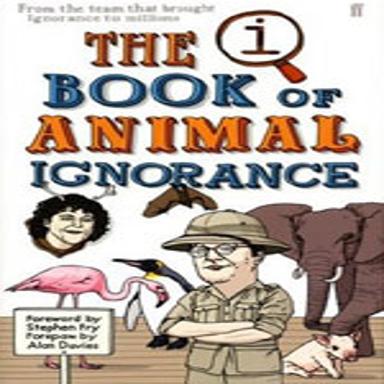 From the team that brought
Ignorance to millions
ff
THE
i
BOOK OF
ANIMAL
IGNORANCE
Foreword by
Stephen Fry
Forepaw by
Alan Davies